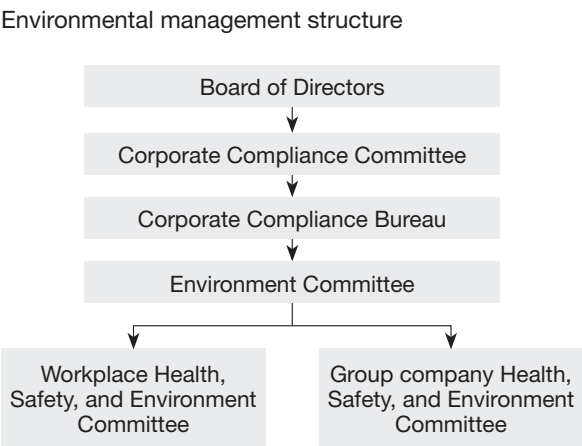 Environmental management structure
Board of Directors
Corporate Compliance Committee
Corporate Compliance Bureau
Environment Committee
Workplace Health,
Safety, and Environment
Committee
Group company Health,
Safety, and Environment
Committee